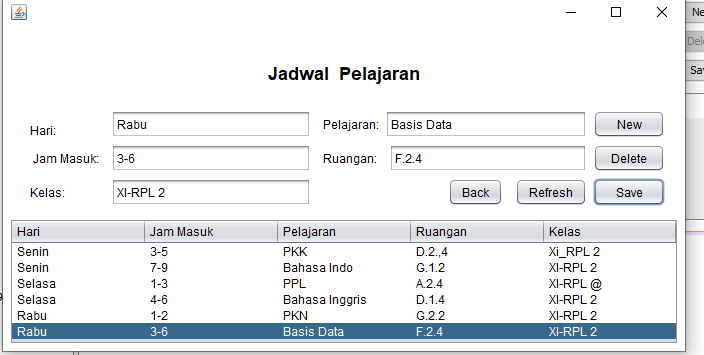 Ne
Jadwal Pelajaran
Hari: Rabu Pelajaran: Basis Data New
Dele
Jam Masuk: 3-6 Ruangan: F.2.4 Delete
Sav
Kelas: XI-RPL 2 Back Refresh Save
Hari Jam Masuk Pelajaran Ruangan Kelas
Senin 3-5 PKK D.2.,4 Xi_RPL 2
Senin 7-9 Bahasa Indo G.1.2 XI-RPL 2
Selasa 1-3 PPL A.2.4 XI-RPL @
Selasa 4-6 Bahasa Inggris D.1.4 XI-RPL 2
Rabu 1-2 PKN G.2.2 XI-RPL 2
Rabu 3-6 Basis Data F.2.4 XI-RPL 2